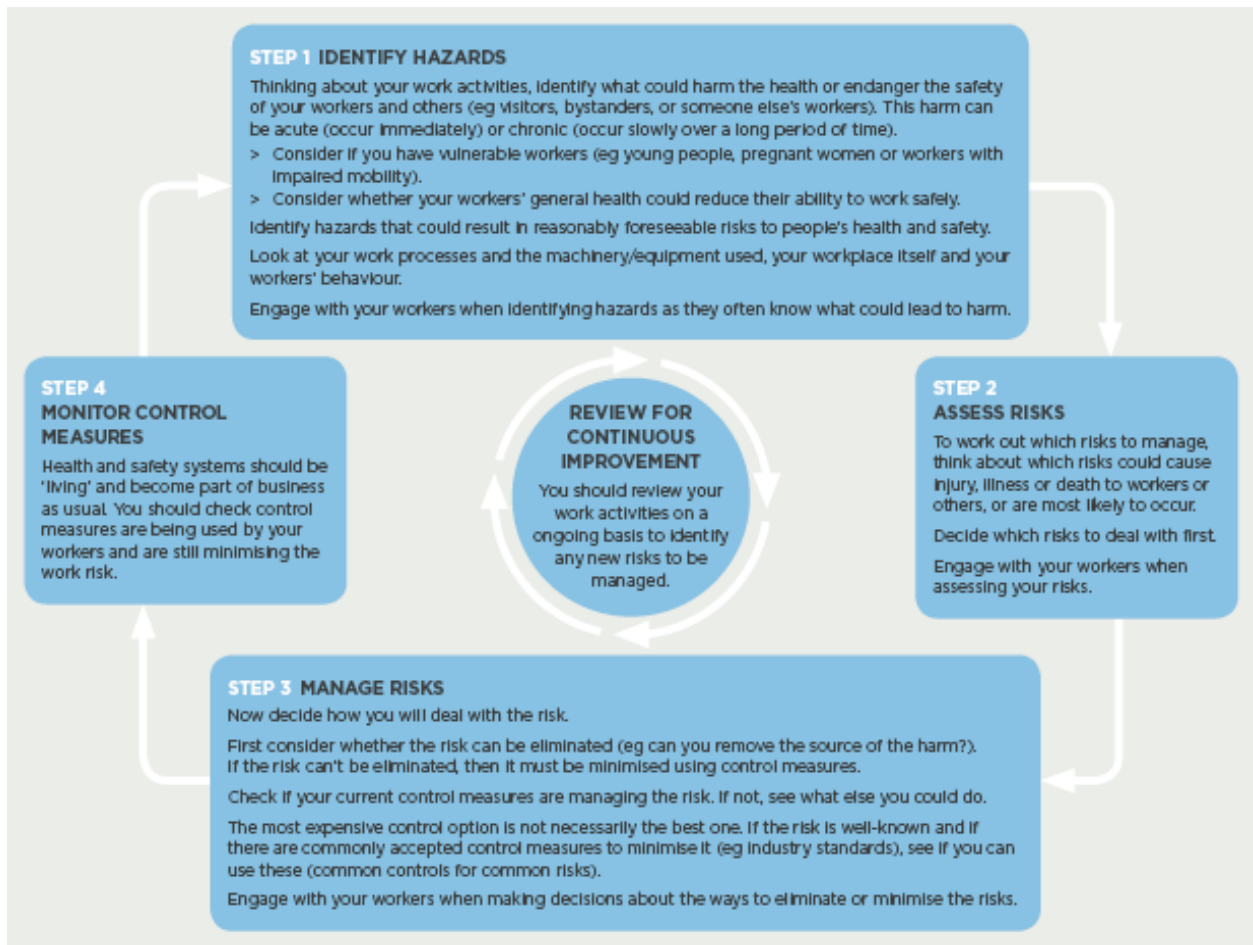 STEP 1 IDENTIFY HAZARDS
Thinking about your work activities, identify what could harm the health or endanger the safety
of your workers and others (eg visitors, bystanders, or someone else's workers). This harm can
be acute (occur immediately) or chronic (occur slowly over a long period of time).
> Consider if you have vulnerable workers (eg young people, pregnant women or workers with
impaired mobility).
> Consider whether your workers' general health could reduce their ability to work safely.
Identify hazards that could result in reasonably foreseeable risks to people's health and safety.
Look at your work processes and the machinery/equipment used, your workplace itself and your
workers' behaviour.
Engage with your workers when identifying hazards as they often know what could lead to harm.
STEP 2
ASSESS RISKS
To work out which risks to manage,
think about which risks could cause
injury, illness or death to workers or
others, or are most likely to occur.
Decide which risks to deal with first.
Engage with your workers when
assessing your risks.
STEP 3 MANAGE RISKS
Now decide how you will deal with the risk.
First consider whether the risk can be eliminated (eg can you remove the source of the harm?).
If the risk can't be eliminated, then it must be minimised using control measures.
Check if your current control measures are managing the risk. If not, see what else you could do.
The most expensive control option is not necessarily the best one. If the risk is well-known and if
there are commonly accepted control measures to minimise it (eg industry standards), see if you can
use these (common controls for common risks).
Engage with your workers when making decisions about the ways to eliminate or minimise the risks.
STEP 4
MONITOR CONTROL
MEASURES
Health and safety systems should be
'living' and become part of business
as usual. You should check control
measures are being used by your
workers and are still minimising the
work risk.
REVIEW FOR
CONTINUOUS
IMPROVEMENT
You should review your
work activities on a
ongoing basis to identify
any new risks to be
managed.